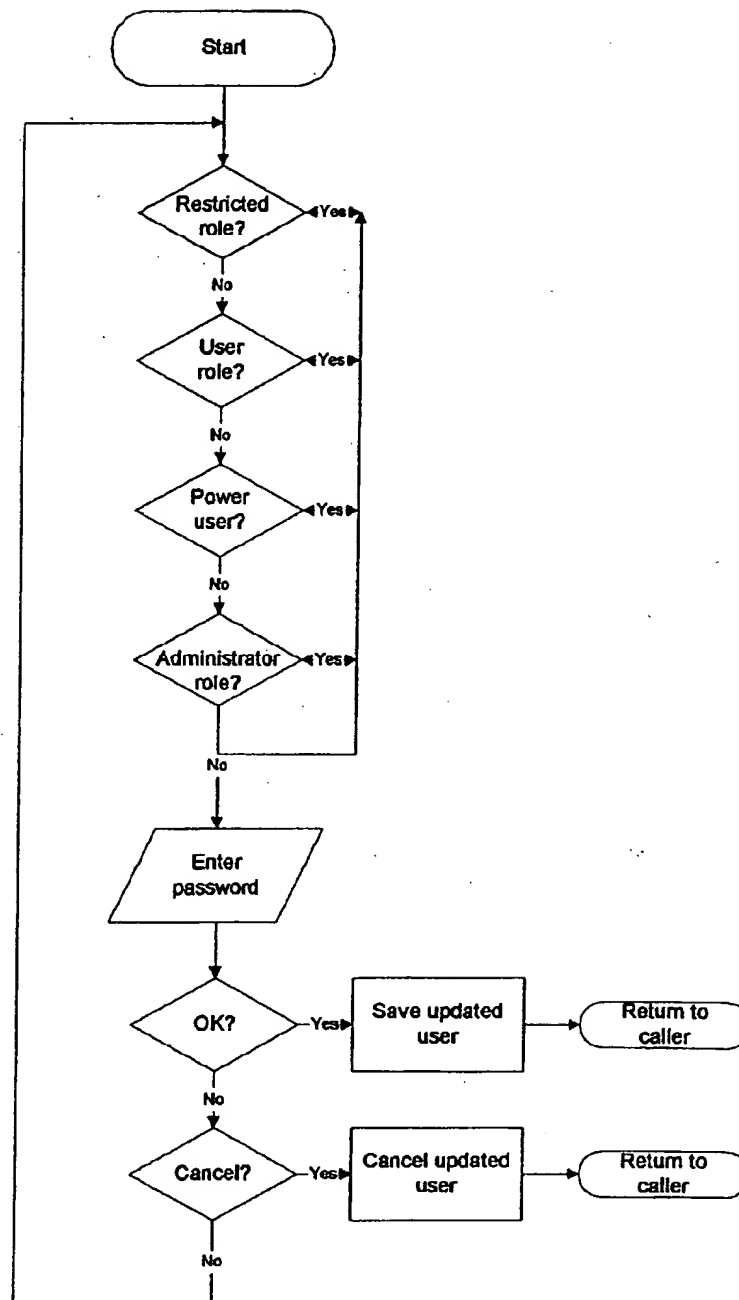 Start
Restricted
role?
Yes
No
User
role?
Yes
No
Power
user?
Yes
No
Administrator
role?
Yes
No
Enter
password
OK?
Yes
Save updated
user
Return to
caller
No
Cancel?
Yes
Cancel updated
user
Return to
caller
No